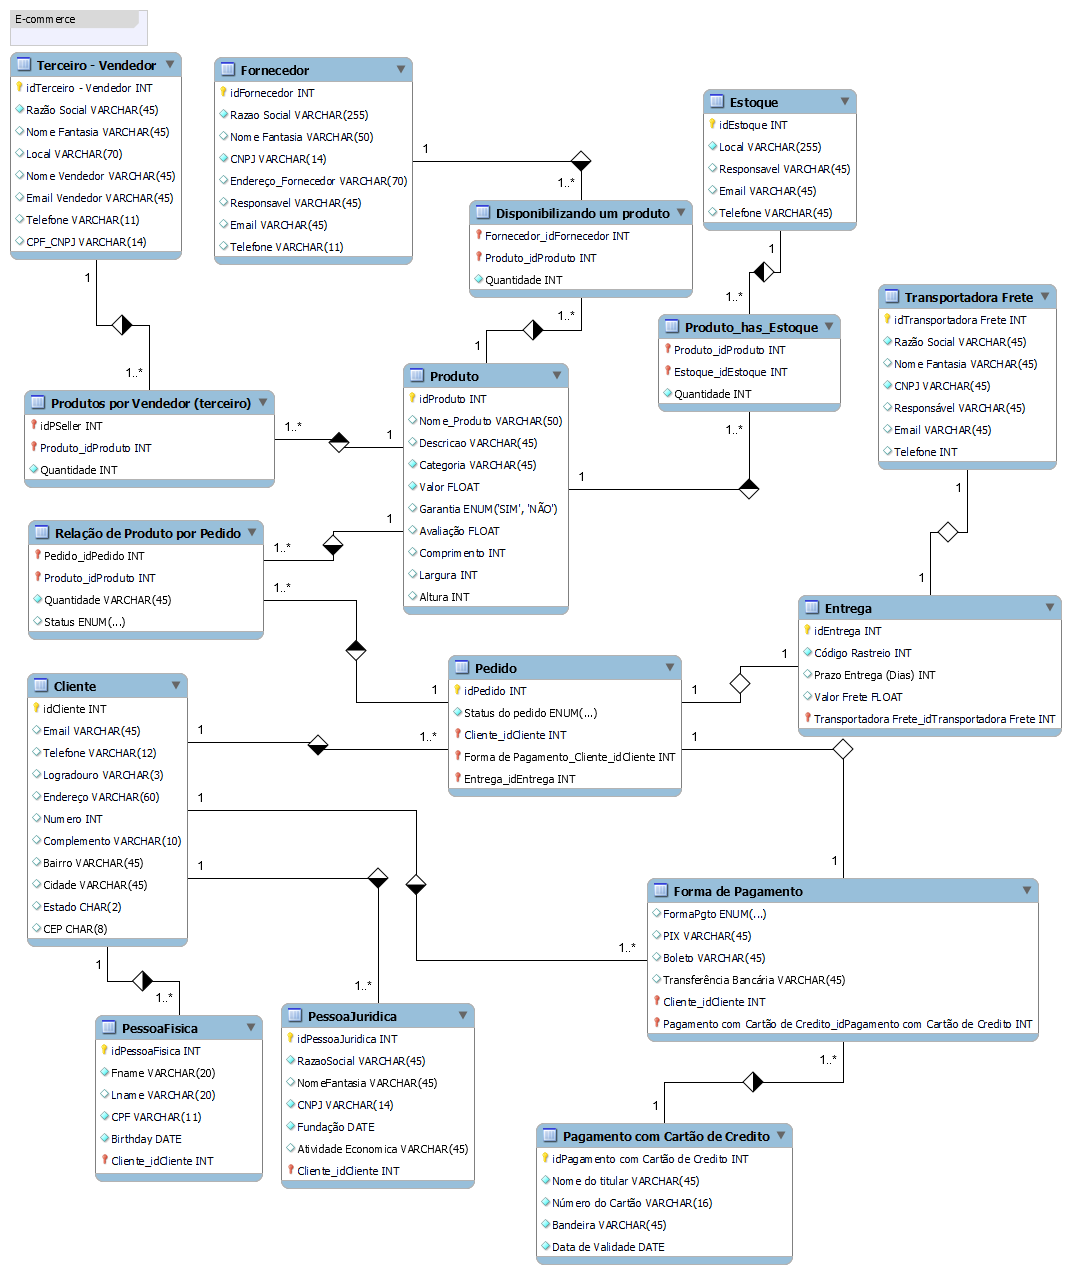 E-commerce
Terceiro - Vendedor
idTerceiro - Vendedor INT
Razão Social VARCHAR(45)
Nome Fantasia VARCHAR(45)
Local VARCHAR(70)
Nome Vendedor VARCHAR(45)
Email Vendedor VARCHAR(45)
Telefone VARCHAR(11)
CPF_CNPJ VARCHAR(14)
Fornecedor
idFornecedor INT
Razao Social VARCHAR(255)
Nome Fantasia VARCHAR(50)
CNPJ VARCHAR(14)
Endereço_Fornecedor VARCHAR(70)
Responsavel VARCHAR(45)
Email VARCHAR(45)
Telefone VARCHAR(11)
1
1..*
Disponibilizando um produto
Fornecedor_idFornecedor INT
Produto_idProduto INT
Quantidade INT
1..*
1
Estoque
idEstoque INT
Local VARCHAR(255)
Responsavel VARCHAR(45)
Email VARCHAR(45)
Telefone VARCHAR(45)
1
1..*
Produto_has_Estoque
Produto_idProduto INT
Estoque_idEstoque INT
Quantidade INT
1..*
1
Transportadora Frete
idTransportadora Frete INT
Razão Social VARCHAR(45)
Nome Fantasia VARCHAR(45)
CNPJ VARCHAR(45)
Responsável VARCHAR(45)
Email VARCHAR(45)
Telefone INT
1
1
1
1..*
Produtos por Vendedor (terceiro)
idPSeller INT
Produto_idProduto INT
Quantidade INT
1..*
1
Produto
idProduto INT
Nome_Produto VARCHAR(50)
Descricao VARCHAR(45)
Categoria VARCHAR(45)
Valor FLOAT
Garantia ENUM('SIM', 'NÃO')
Avaliação FLOAT
Comprimento INT
Largura INT
Altura INT
Relação de Produto por Pedido
Pedido_idPedido INT
Produto_idProduto INT
Quantidade VARCHAR(45)
Status ENUM(...)
1..*
1
1..*
1
Entrega
idEntrega INT
Código Rastreio INT
Prazo Entrega (Dias) INT
Valor Frete FLOAT
Transportadora Frete_idTransportadora Frete INT
1
1
Pedido
idPedido INT
Status do pedido ENUM(...)
Cliente_idCliente INT
Forma de Pagamento_Cliente_idCliente INT
Entrega_idEntrega INT
1
1
Cliente
idCliente INT
Email VARCHAR(45)
Telefone VARCHAR(12)
Logradouro VARCHAR(3)
Endereço VARCHAR(60)
Numero INT
Complemento VARCHAR(10)
Bairro VARCHAR(45)
Cidade VARCHAR(45)
Estado CHAR(2)
CEP CHAR(8)
1
1..*
1
1..*
1
1..*
1
1..*
Forma de Pagamento
FormaPgto ENUM(...)
PIX VARCHAR(45)
Boleto VARCHAR(45)
Transferência Bancária VARCHAR(45)
Cliente_idCliente INT
Pagamento com Cartão de Credito_idPagamento com Cartão de Credito INT
1..*
1
PessoaFisica
idPessoaFisica INT
Fname VARCHAR(20)
Lname VARCHAR(20)
CPF VARCHAR(11)
Birthday DATE
Cliente_idCliente INT
PessoaJuridica
idPessoaJuridica INT
RazaoSocial VARCHAR(45)
NomeFantasia VARCHAR(45)
CNPJ VARCHAR(14)
Fundação DATE
Atividade Economica VARCHAR(45)
Cliente_idCliente INT
Pagamento com Cartão de Credito
idPagamento com Cartão de Credito INT
Nome do titular VARCHAR(45)
Número do Cartão VARCHAR(16)
Bandeira VARCHAR(45)
Data de Validade DATE